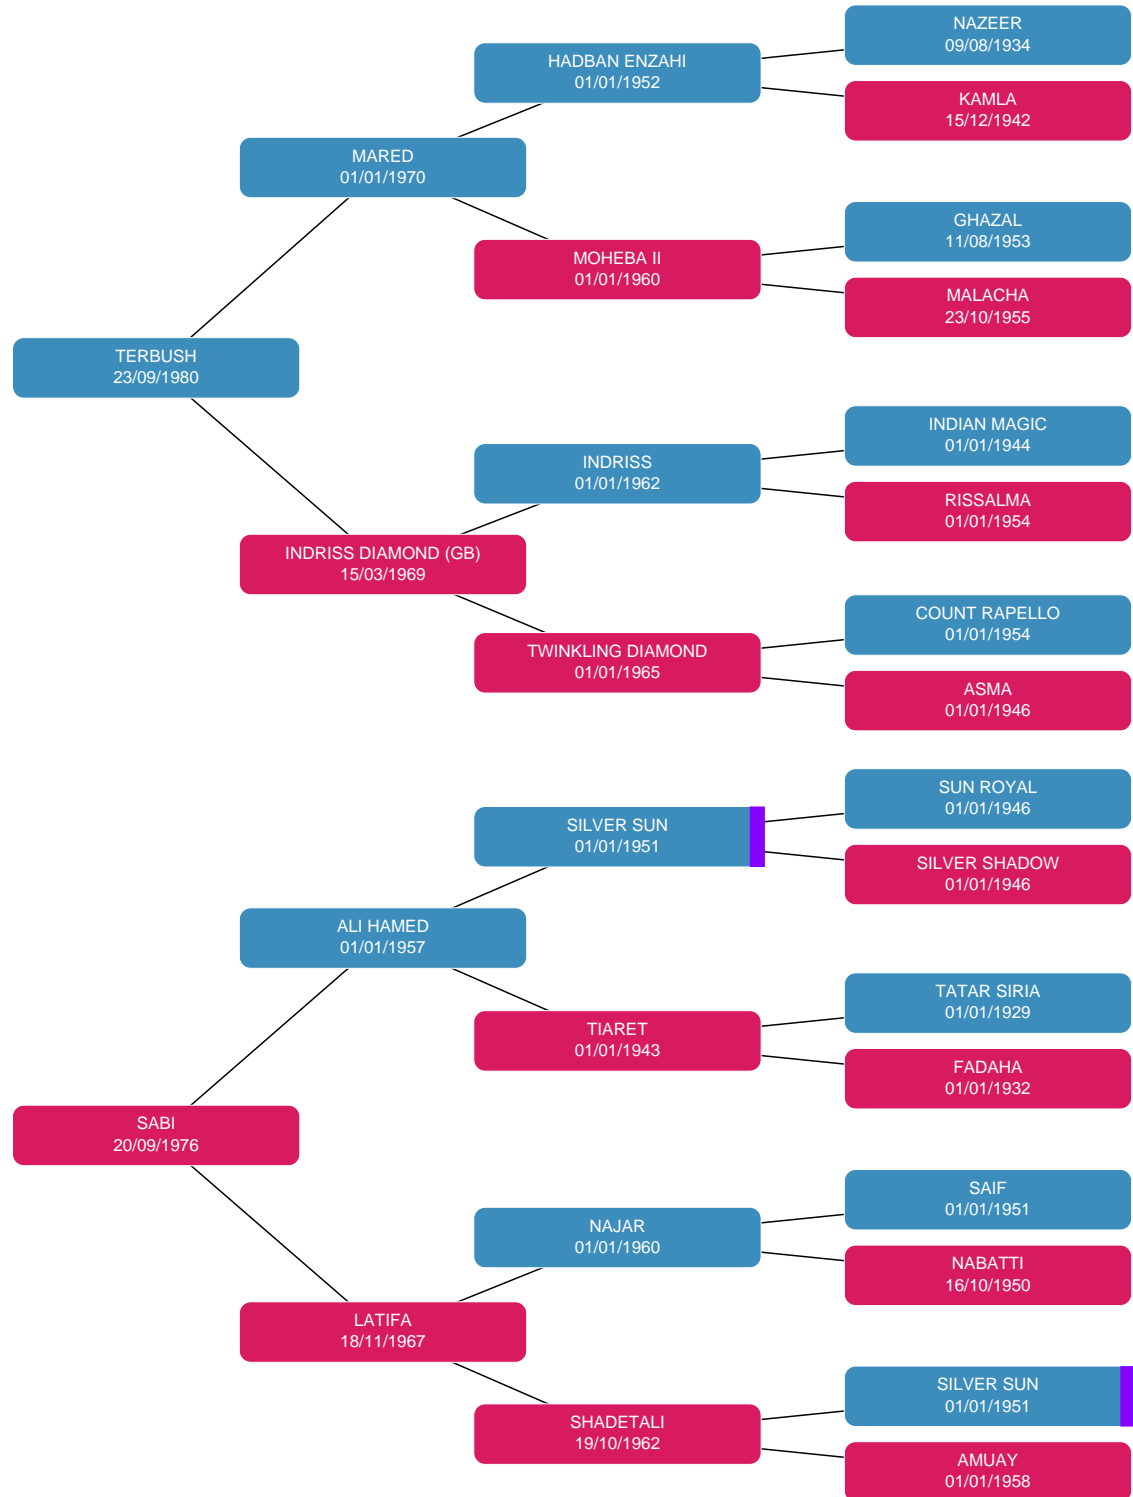 NAZEER
09/08/1934
HADBAN ENZAHI
01/01/1952
KAMLA
15/12/1942
MARED
01/01/1970
GHAZAL
11/08/1953
MOHEBA II
01/01/1960
MALACHA
23/10/1955
TERBUSH
23/09/1980
INDIAN MAGIC
01/01/1944
INDRISS
01/01/1962
RISSALMA
01/01/1954
INDRISS DIAMOND (GB)
15/03/1969
COUNT RAPELLO
01/01/1954
TWINKLING DIAMOND
01/01/1965
ASMA
01/01/1946
SUN ROYAL
01/01/1946
SILVER SUN
01/01/1951
SILVER SHADOW
01/01/1946
ALI HAMED
01/01/1957
TATAR SIRIA
01/01/1929
TIARET
01/01/1943
FADAHA
01/01/1932
SABI
20/09/1976
SAIF
01/01/1951
NAJAR
01/01/1960
NABATTI
16/10/1950
LATIFA
18/11/1967
SILVER SUN
01/01/1951
SHADETALI
19/10/1962
AMUAY
01/01/1958